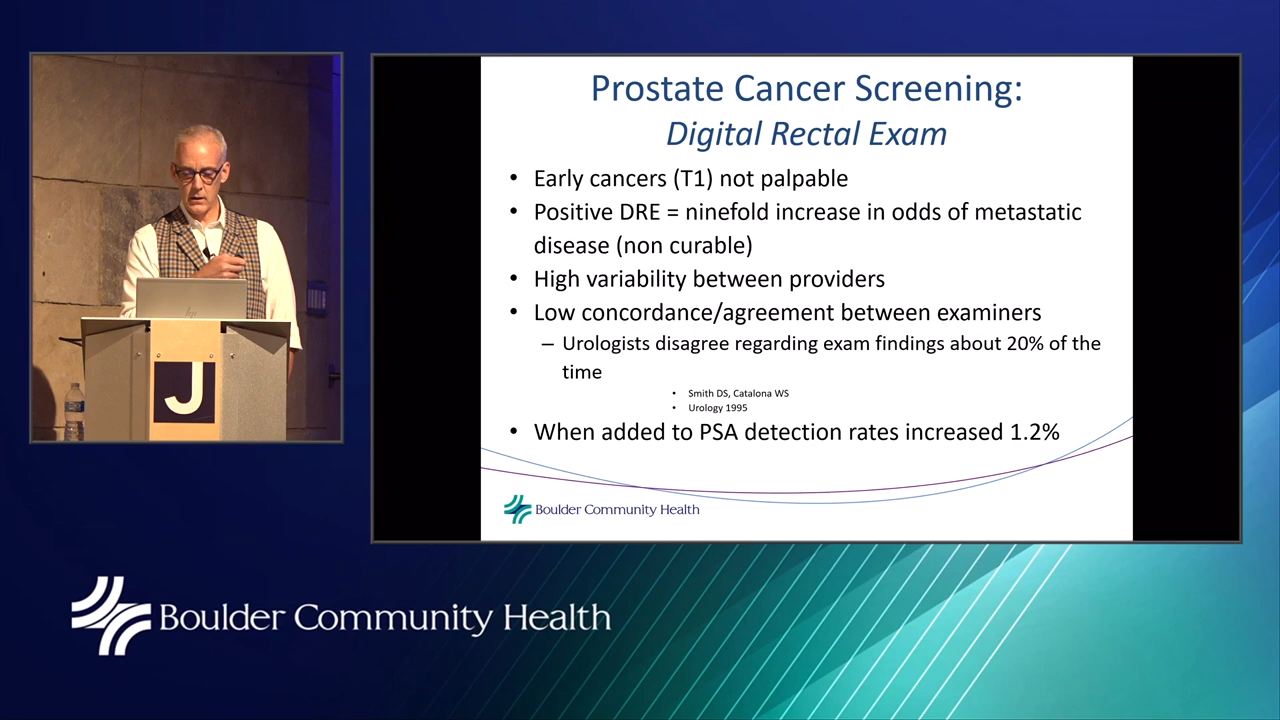 Prostate Cancer Screening:
Digital Rectal Exam
• Early cancers (T1) not palpable
• Positive DRE = ninefold increase in odds of metastatic
disease (non curable)
• High variability between providers
• Low concordance/agreement between examiners
– Urologists disagree regarding exam findings about 20% of the
time
• Smith DS, Catalona WS
• Urology 1995
• When added to PSA detection rates increased 1.2%
Boulder Community Health
J
Boulder Community Health